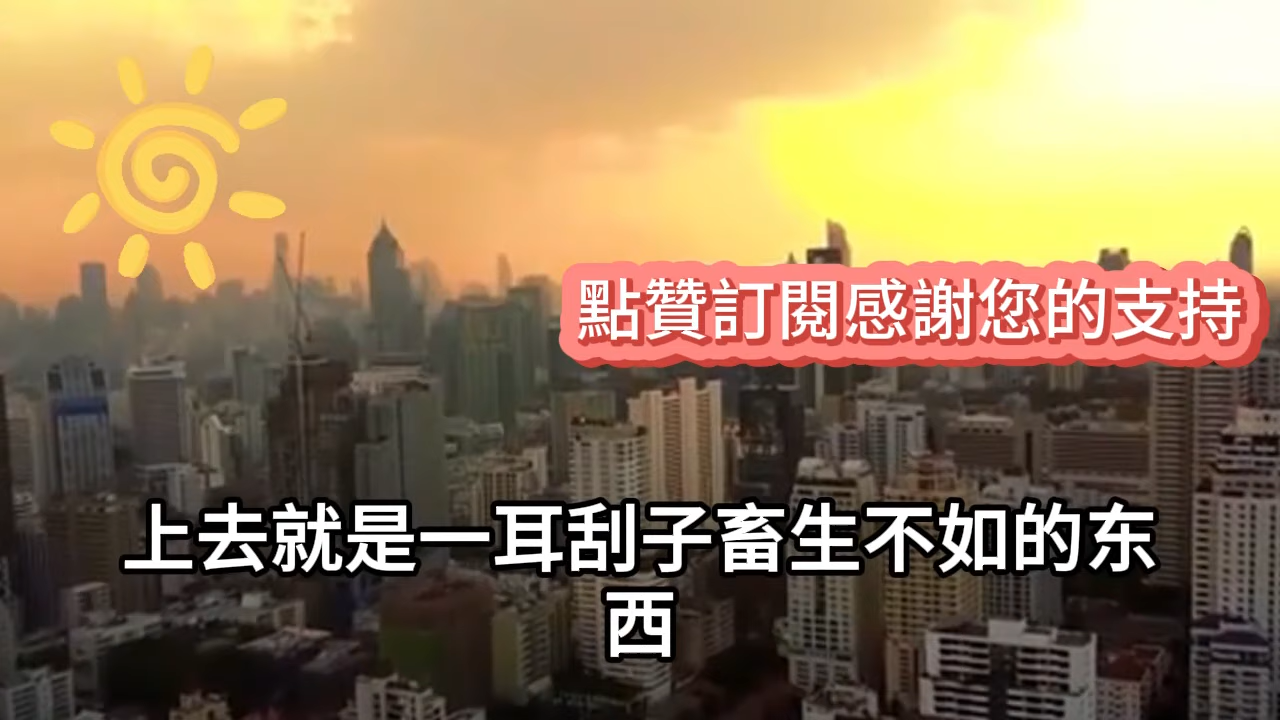 點贊訂閱感謝您的支持
上去就是一耳刮子畜生不如的东
西